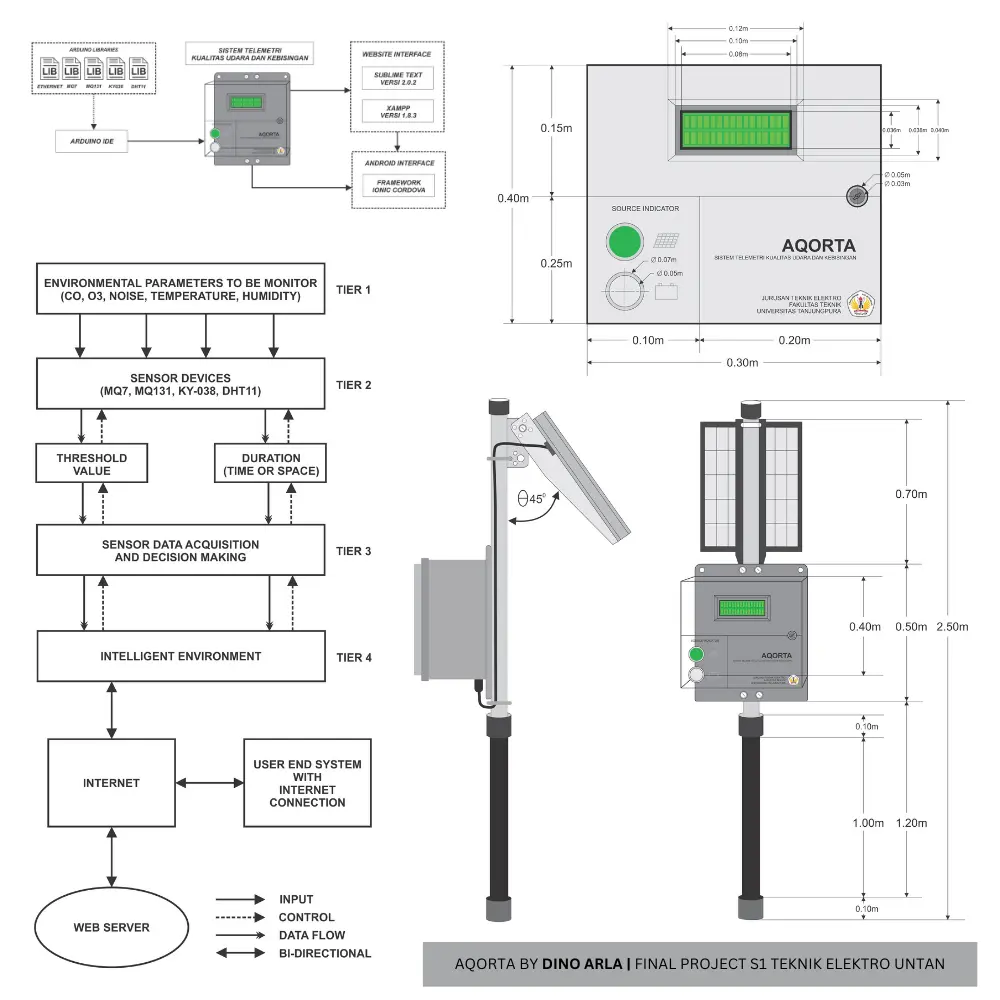 ARDUINO LIBRARIES
LIB LIB LIB LIB LIB
ETHERNET MQ7 MQ131 KY038 DHT11
ARDUINO IDE
SISTEM TELEMETRI
KUALITAS UDARA DAN KEBISINGAN
AQORTA
WEBSITE INTERFACE
SUBLIME TEXT
VERSI 2.0.2
XAMPP
VERSI 1.8.3
ANDROID INTERFACE
FRAMEWORK
IONIC CORDOVA
0.12m
0.10m
0.08m
0.40m
0.15m
0.25m
0.036m
0.038m
0.040m
Ø 0.05m
Ø 0.03m
SOURCE INDICATOR
Ø 0.07m
Ø 0.05m
AQORTA
SISTEM TELEMETRI KUALITAS UDARA DAN KEBISINGAN
JURUSAN TEKNIK ELEKTRO
FAKULTAS TEKNIK
UNIVERSITAS TANJUNGPURA
0.10m
0.20m
0.30m
ENVIRONMENTAL PARAMETERS TO BE MONITOR
(CO, O3, NOISE, TEMPERATURE, HUMIDITY)
TIER 1
SENSOR DEVICES
(MQ7, MQ131, KY-038, DHT11)
TIER 2
THRESHOLD
VALUE
DURATION
(TIME OR SPACE)
SENSOR DATA ACQUISITION
AND DECISION MAKING
TIER 3
INTELLIGENT ENVIRONMENT
TIER 4
INTERNET
USER END SYSTEM
WITH
INTERNET
CONNECTION
WEB SERVER
INPUT
CONTROL
DATA FLOW
BI-DIRECTIONAL
θ45°
AQORTA
0.70m
0.40m
0.50m
2.50m
0.10m
1.00m
1.20m
0.10m
AQORTA BY DINO ARLA | FINAL PROJECT S1 TEKNIK ELEKTRO UNTAN